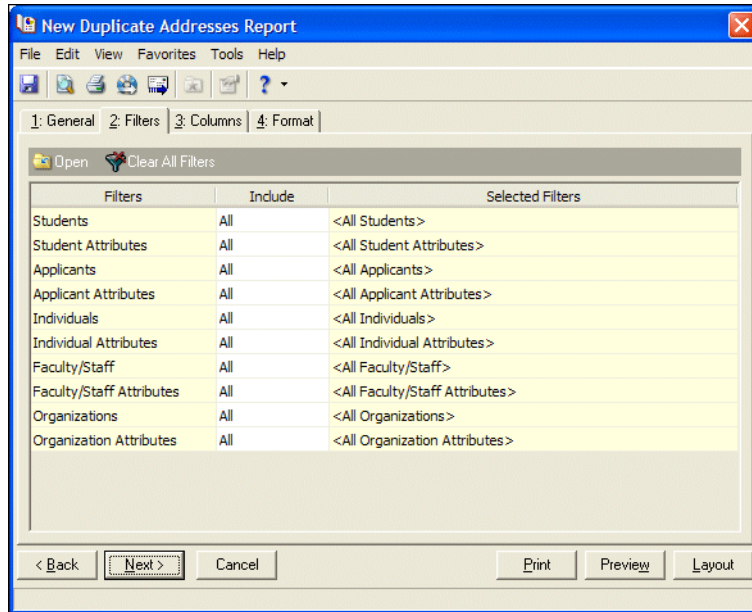 New Duplicate Addresses Report
File Edit View Favorites Tools Help
?
1: General 2: Filters 3: Columns 4: Format
Open Clear All Filters
Filters Include Selected Filters
Students All <All Students>
Student Attributes All <All Student Attributes>
Applicants All <All Applicants>
Applicant Attributes All <All Applicant Attributes>
Individuals All <All Individuals>
Individual Attributes All <All Individual Attributes>
Faculty/Staff All <All Faculty/Staff>
Faculty/Staff Attributes All <All Faculty/Staff Attributes>
Organizations All <All Organizations>
Organization Attributes All <All Organization Attributes>
< Back Next > Cancel Print Preview Layout